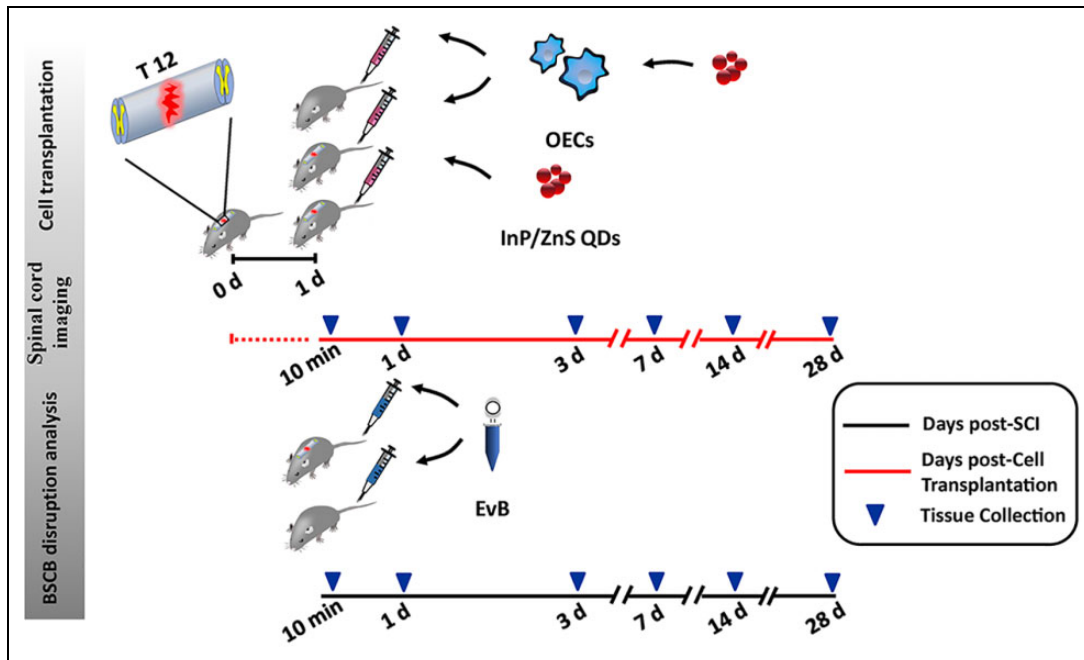 Cell transplantation
T 12
OECs
InP/ZnS QDs
0 d
1 d
Spinal cord
imaging
10 min
1 d
3 d
7 d
14 d
28 d
BSCB disruption analysis
EvB
Days post-SCI
Days post-Cell
Transplantation
Tissue Collection
10 min
1 d
3 d
7 d
14 d
28 d